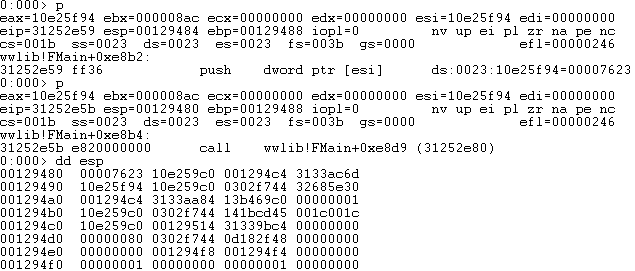 0:000> p
eax=10e25f94 ebx=000008ac ecx=00000000 edx=00000000 esi=10e25f94 edi=00000000
eip=31252e59 esp=00129484 ebp=00129488 iopl=0         nv up ei pl zr na pe nc
cs=001b  ss=0023  ds=0023  es=0023  fs=003b  gs=0000             efl=00000246
wwlib!FMain+0xe8b2:
31252e59 ff36            push    dword ptr [esi]      ds:0023:10e25f94=00007623
0:000> p
eax=10e25f94 ebx=000008ac ecx=00000000 edx=00000000 esi=10e25f94 edi=00000000
eip=31252e5b esp=00129480 ebp=00129488 iopl=0         nv up ei pl zr na pe nc
cs=001b  ss=0023  ds=0023  es=0023  fs=003b  gs=0000             efl=00000246
wwlib!FMain+0xe8b4:
31252e5b e820000000      call    wwlib!FMain+0xe8d9 (31252e80)
0:000> dd esp
00129480  00007623 10e259c0 001294c4 3133ac6d
00129490  10e25f94 10e259c0 0302f744 32685e30
001294a0  001294c4 3133aa84 13b469c0 00000001
001294b0  10e259c0 0302f744 141bcd45 001c001c
001294c0  10e259c0 00129514 31339bc4 00000000
001294d0  00000080 0302f744 0d182f48 00000000
001294e0  00000000 001294f8 001294f4 00000000
001294f0  00000001 00000000 00000001 00000000